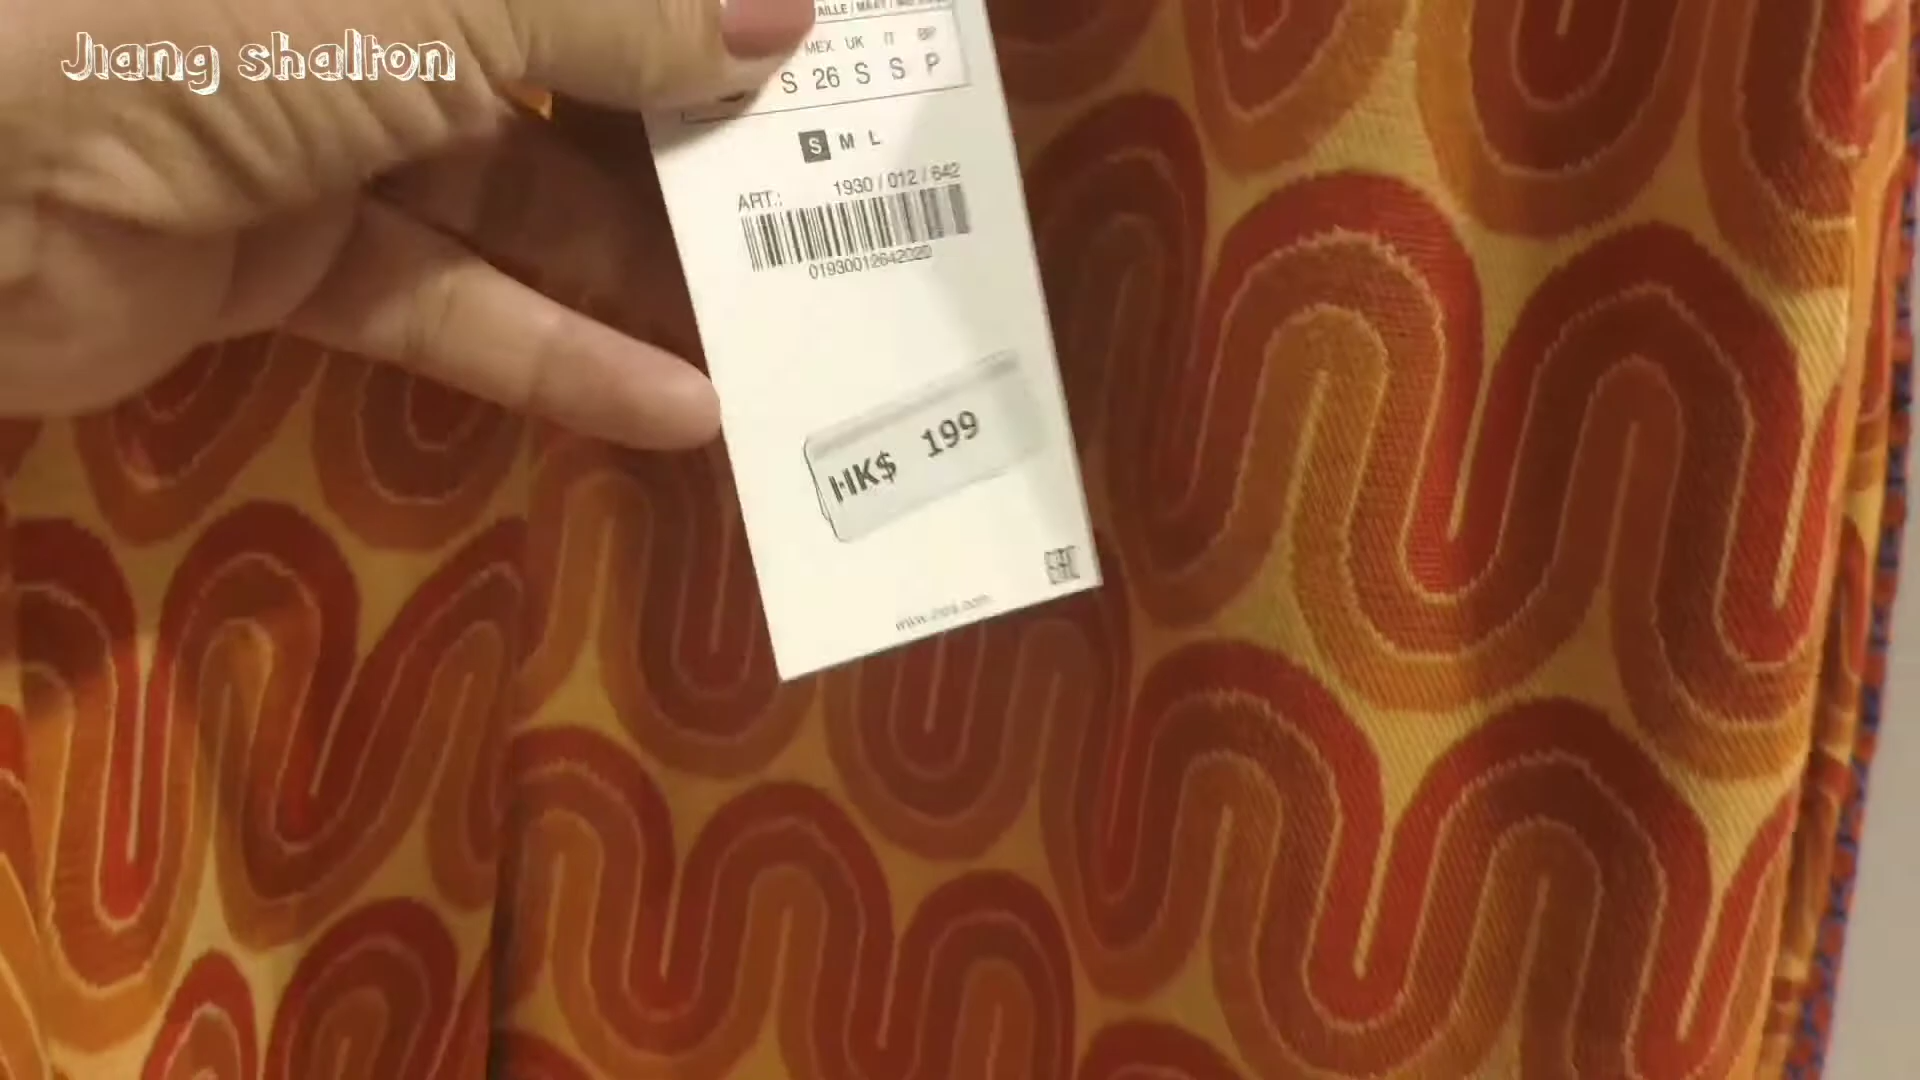 Jiang shalton
MEX UK IT BR
S 26 S S P
S M L
ART.: 1930 / 012 / 642
01930012642020
HK$ 199